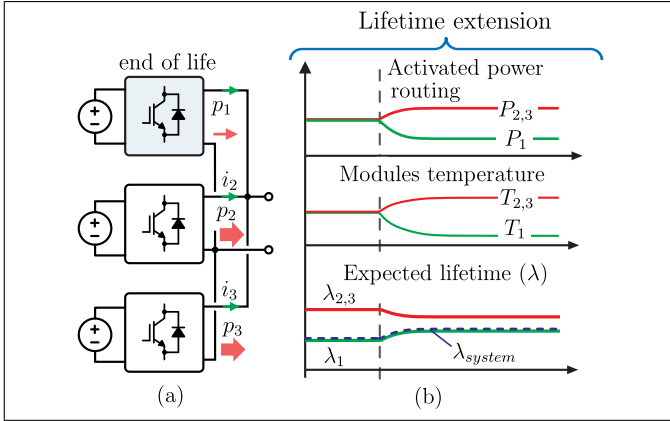 Lifetime extension
end of life
p1
i2
p2
i3
p3
(a)
Activated power
routing
P2,3
P1
Modules temperature
T2,3
T1
Expected lifetime (λ)
λ2,3
λ1
λsystem
(b)